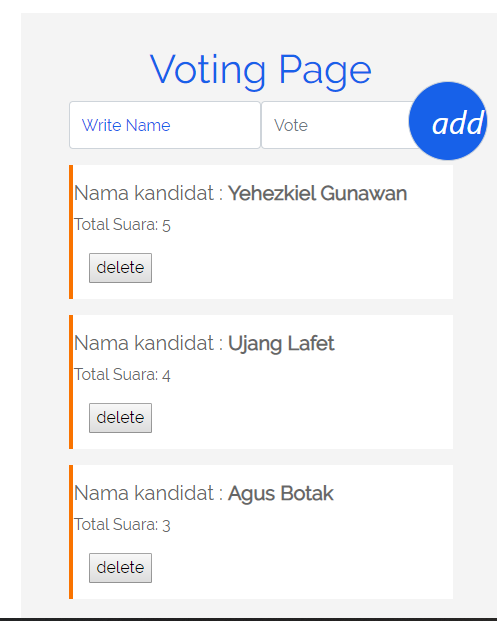 Voting Page
Write Name
Vote
add
Nama kandidat : Yehezkiel Gunawan
Total Suara: 5
delete
Nama kandidat : Ujang Lafet
Total Suara: 4
delete
Nama kandidat : Agus Botak
Total Suara: 3
delete